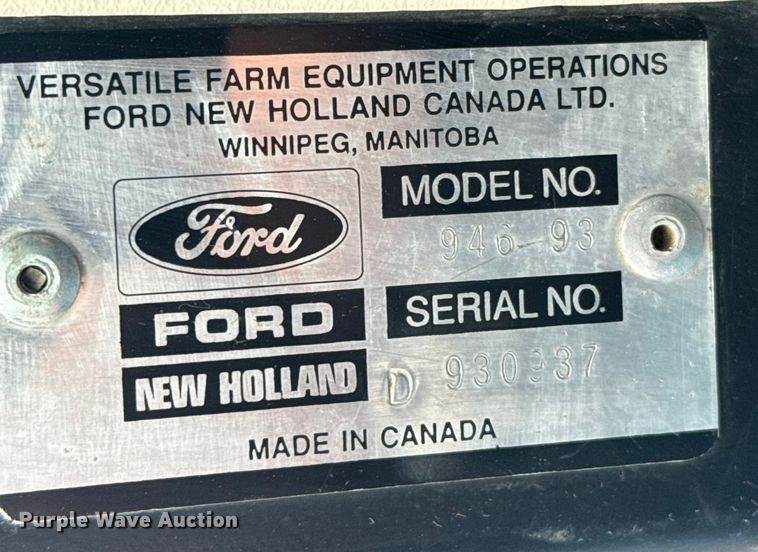 VERSATILE FARM EQUIPMENT OPERATIONS
FORD NEW HOLLAND CANADA LTD.
WINNIPEG, MANITOBA
Ford
FORD
NEW HOLLAND
MODEL NO.
946-93
SERIAL NO.
D
MADE IN CANADA
Purple Wave Auction